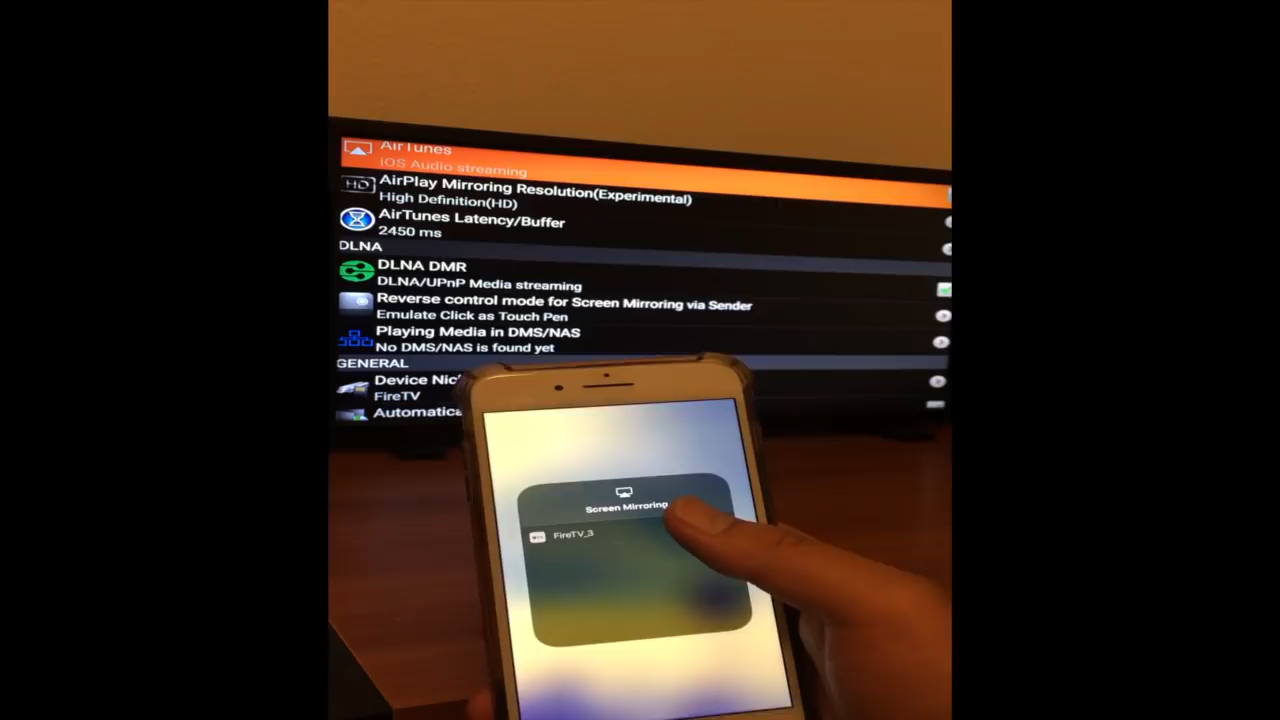 AirTunes
iOS Audio streaming
HD
AirPlay Mirroring Resolution(Experimental)
High Definition(HD)
AirTunes Latency/Buffer
2450 ms
DLNA
DLNA DMR
DLNA/UPnP Media streaming
Reverse control mode for Screen Mirroring via Sender
Emulate Click as Touch Pen
Playing Media in DMS/NAS
No DMS/NAS is found yet
GENERAL
Device
FireTV
Screen Mirroring
FireTV_3